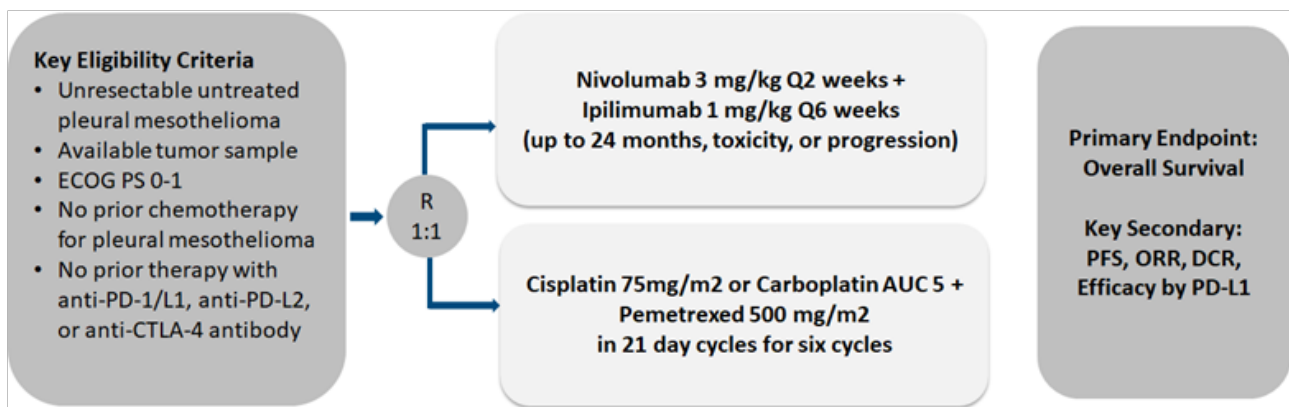 Key Eligibility Criteria
• Unresectable untreated
pleural mesothelioma
• Available tumor sample
• ECOG PS 0-1
• No prior chemotherapy
for pleural mesothelioma
• No prior therapy with
anti-PD-1/L1, anti-PD-L2,
or anti-CTLA-4 antibody
R
1:1
Nivolumab 3 mg/kg Q2 weeks +
Ipilimumab 1 mg/kg Q6 weeks
(up to 24 months, toxicity, or progression)
Cisplatin 75mg/m2 or Carboplatin AUC 5 +
Pemetrexed 500 mg/m2
in 21 day cycles for six cycles
Primary Endpoint:
Overall Survival
Key Secondary:
PFS, ORR, DCR,
Efficacy by PD-L1